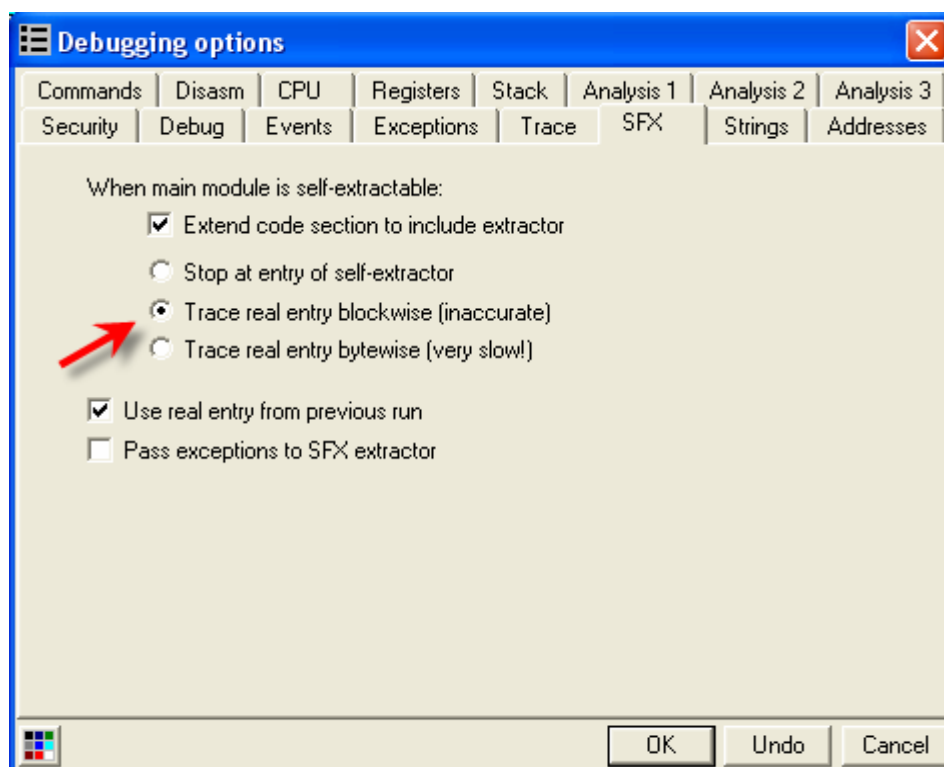 Debugging options
Commands Disasm CPU Registers Stack Analysis 1 Analysis 2 Analysis 3
Security Debug Events Exceptions Trace SFX Strings Addresses
When main module is self-extractable:
Extend code section to include extractor
Stop at entry of self-extractor
Trace real entry blockwise (inaccurate)
Trace real entry bytewise (very slow!)
Use real entry from previous run
Pass exceptions to SFX extractor
OK Undo Cancel